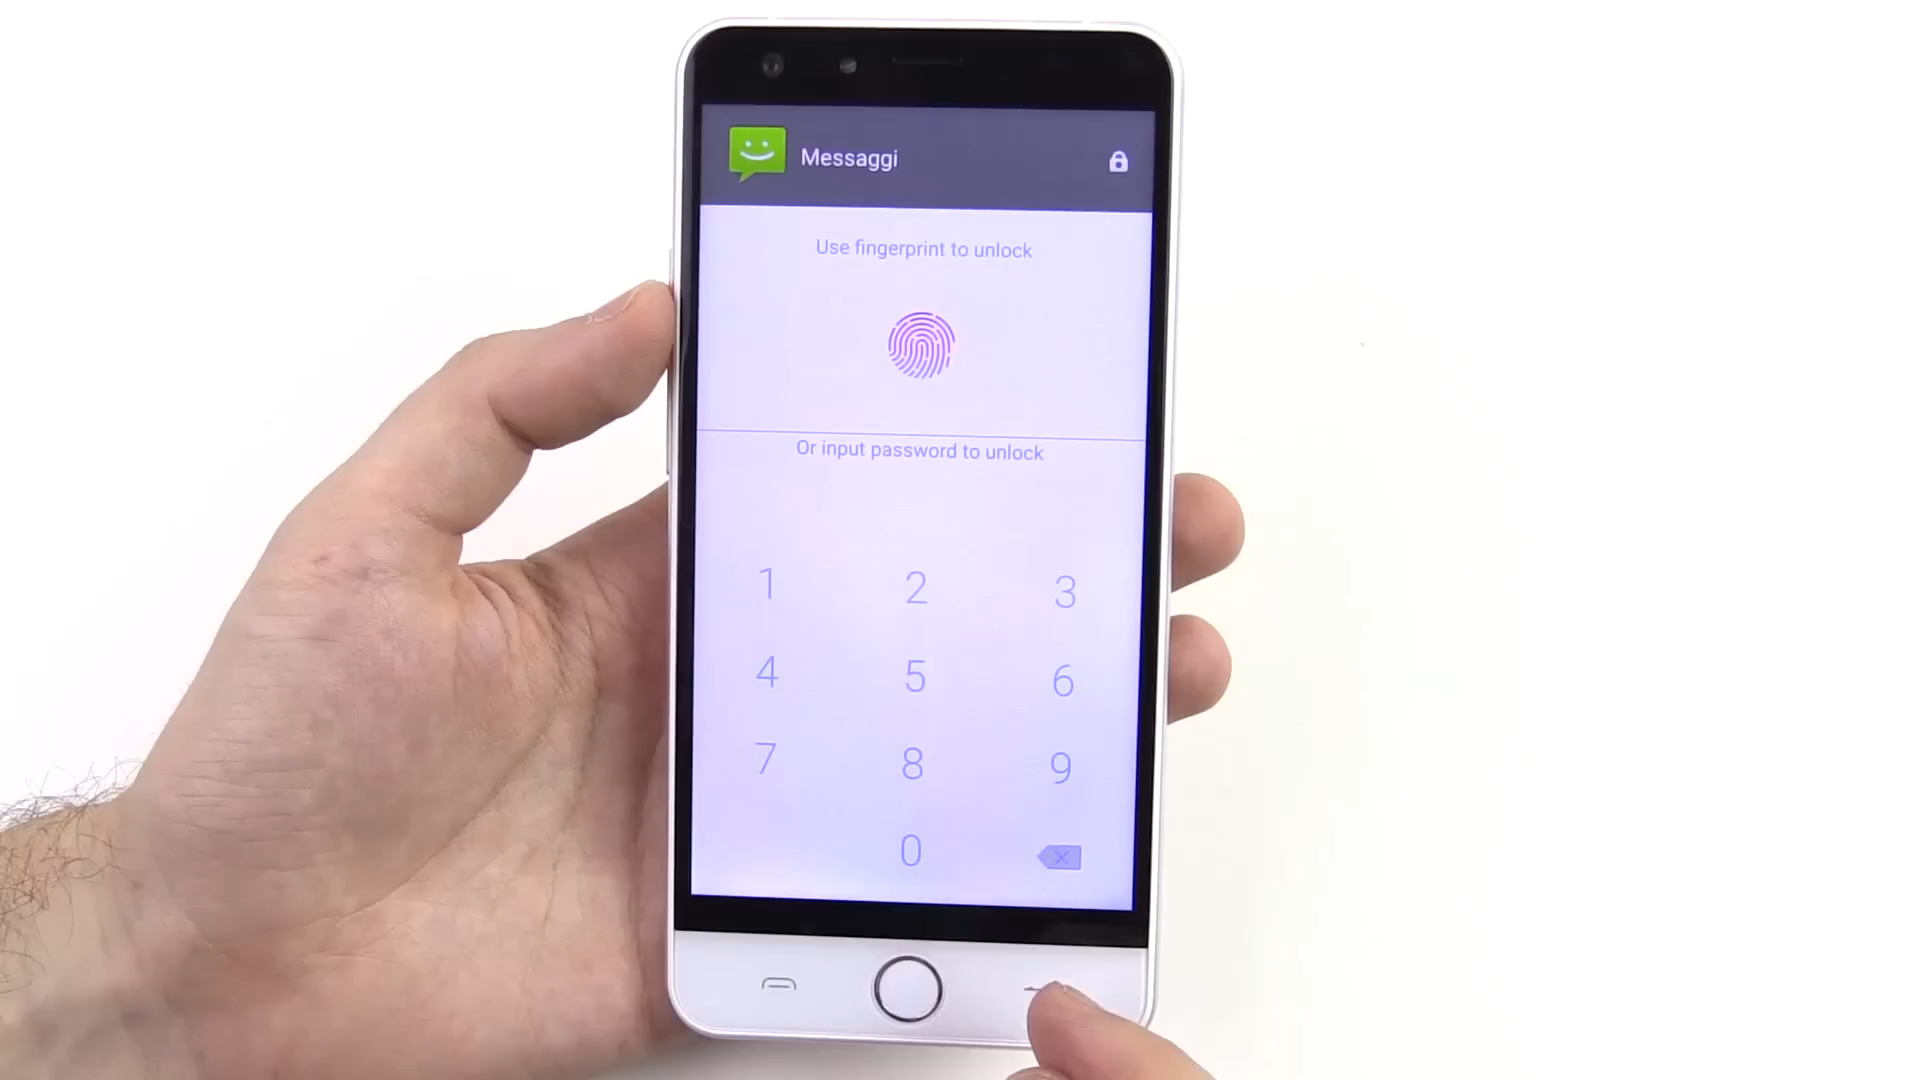 Messaggi
Use fingerprint to unlock
Or input password to unlock
1 2 3
4 5 6
7 8 9
0